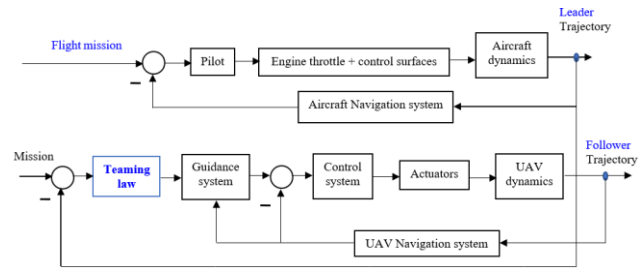 Leader
Trajectory
Flight mission
Pilot
Engine throttle + control surfaces
Aircraft
dynamics
Aircraft Navigation system
Mission
Teaming
law
Guidance
system
Control
system
Actuators
UAV
dynamics
Follower
Trajectory
UAV Navigation system